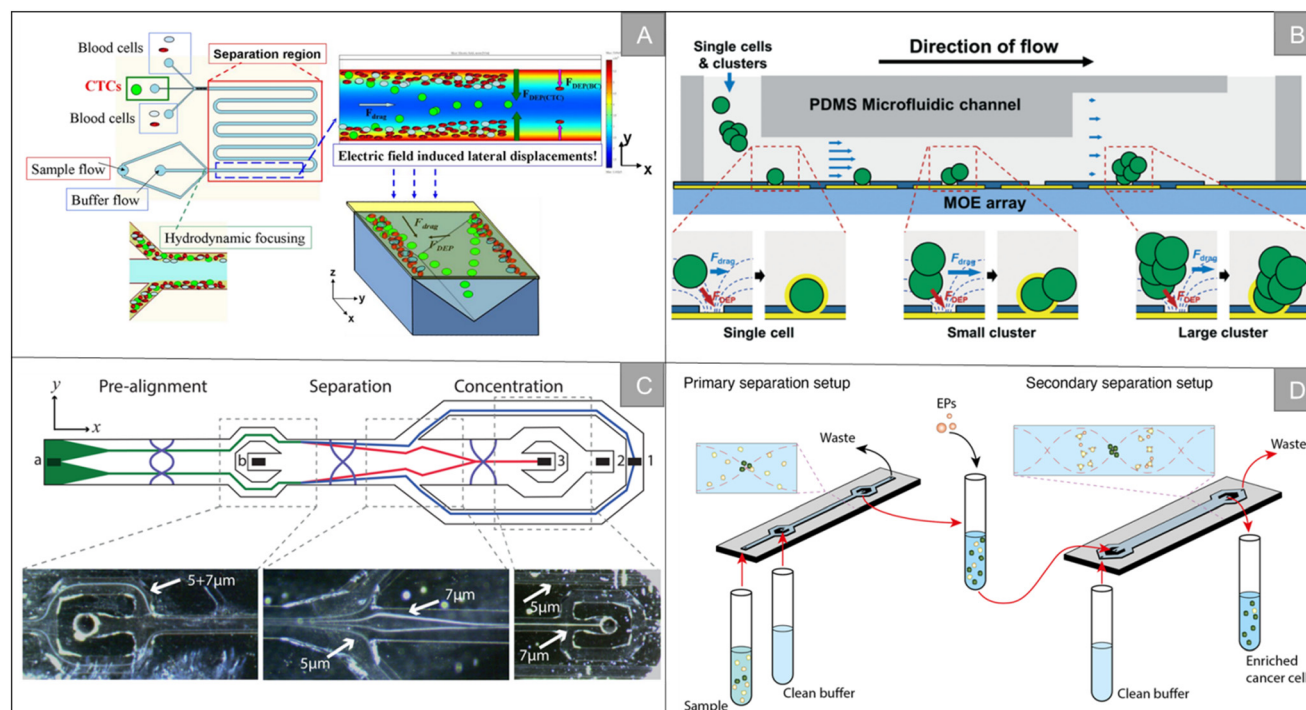 A
Blood cells
CTCs
Blood cells
Separation region
F_DEP(CTC)
F_DEP(BC)
F_drag
Electric field induced lateral displacements!
y
x
Sample flow
Buffer flow
Hydrodynamic focusing
F_drag
F_DEP
z
y
x
B
Single cells
& clusters
Direction of flow
PDMS Microfluidic channel
MOE array
F_drag
F_DEP
F_drag
F_DEP
F_drag
F_DEP
Single cell
Small cluster
Large cluster
C
y
x
Pre-alignment
Separation
Concentration
a
b
3
2
1
5+7μm
7μm
5μm
5μm
7μm
D
Primary separation setup
Secondary separation setup
EPs
Waste
Waste
Sample
Clean buffer
Clean buffer
Enriched
cancer cell